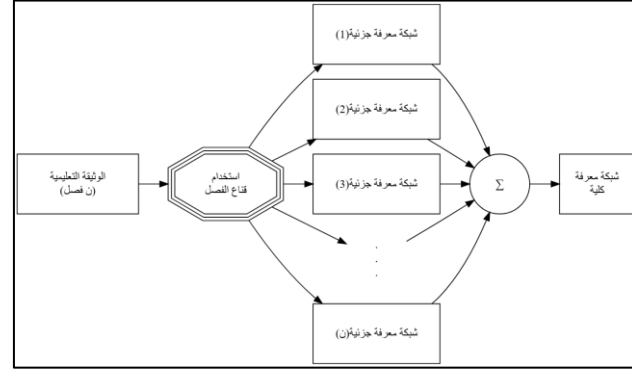 شبكة معرفة جزئية(1)
شبكة معرفة جزئية(2)
الوثيقة التعليمية
(ن فصل)
استخدام
قناع الفصل
شبكة معرفة جزئية(3)
Σ
شبكة معرفة
كلية
.
.
.
شبكة معرفة جزئية(ن)